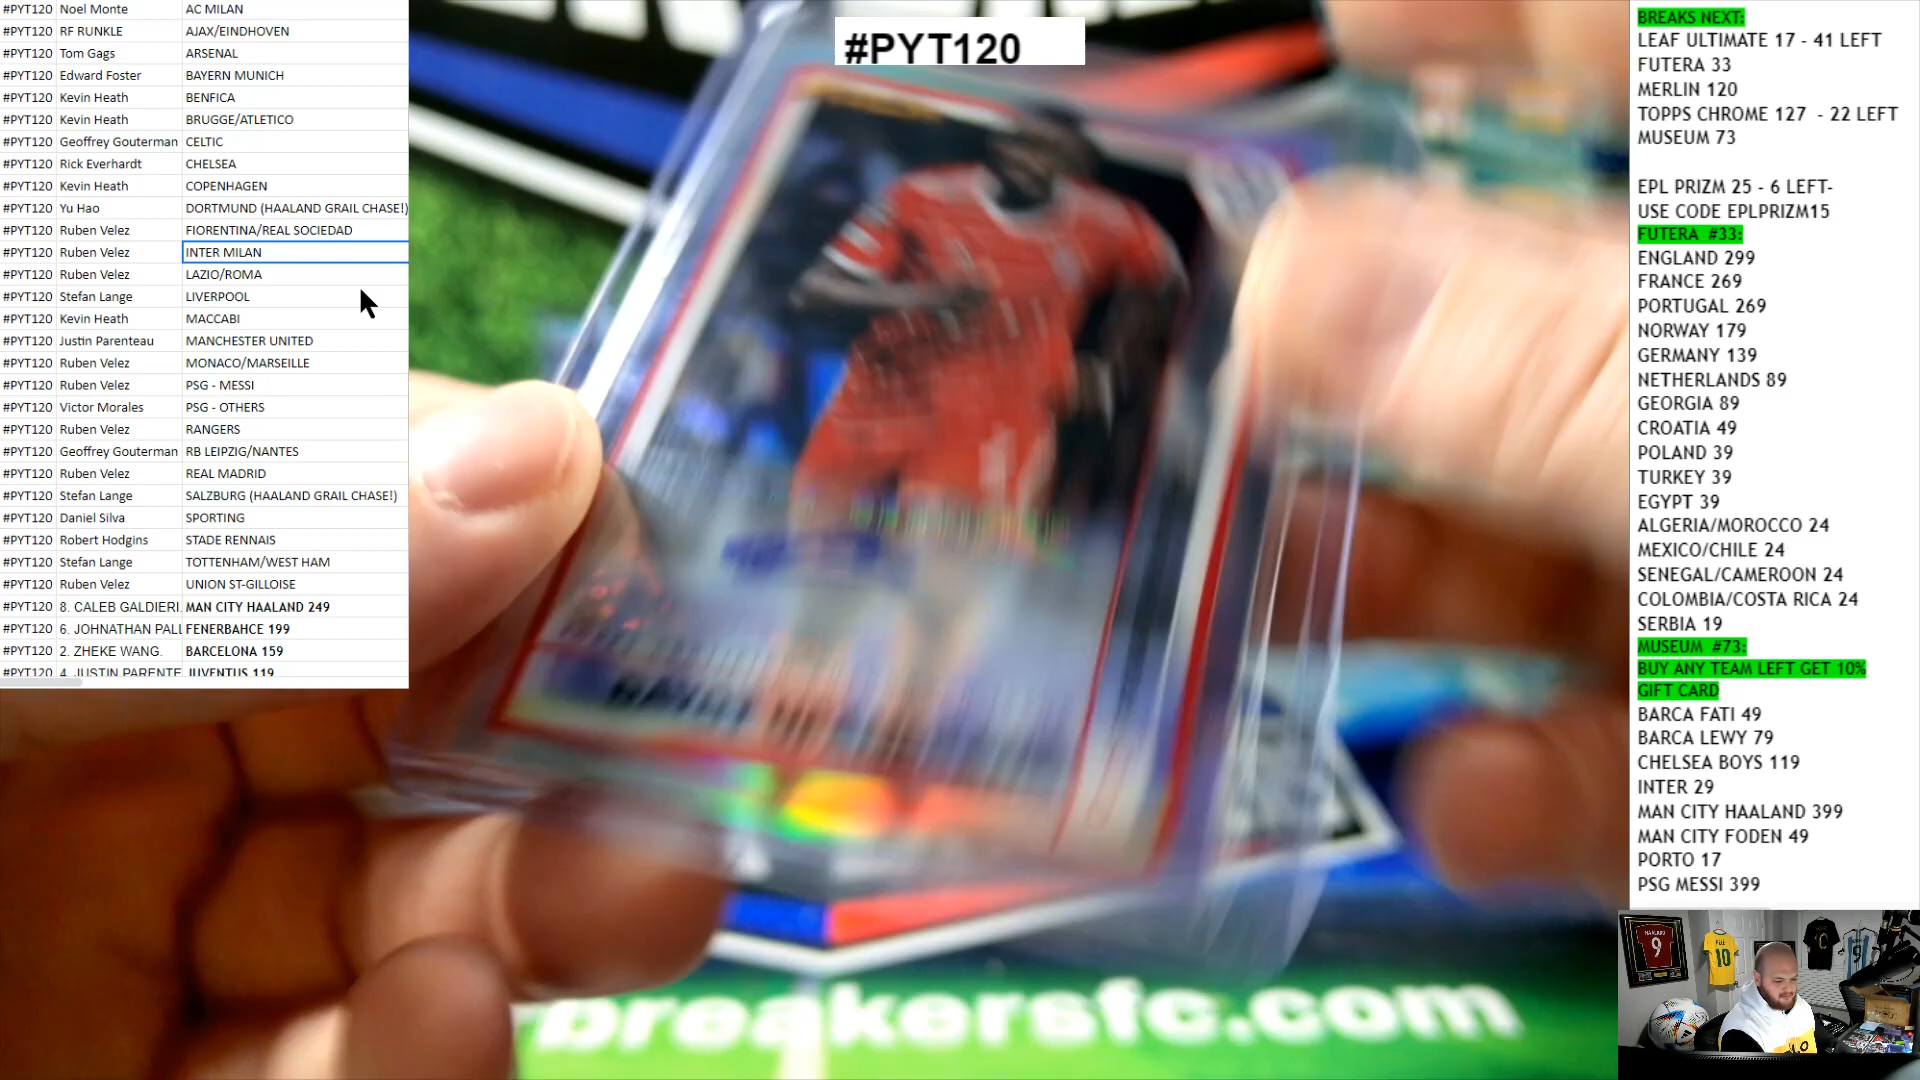 #PYT120 Noel Monte AC MILAN
#PYT120 RF RUNKLE AJAX/EINDHOVEN
#PYT120 Tom Gags ARSENAL
#PYT120 Edward Foster BAYERN MUNICH
#PYT120 Kevin Heath BENFICA
#PYT120 Kevin Heath BRUGGE/ATLETICO
#PYT120 Geoffrey Gouterman CELTIC
#PYT120 Rick Everhardt CHELSEA
#PYT120 Kevin Heath COPENHAGEN
#PYT120 Yu Hao DORTMUND (HAALAND GRAIL CHASE!)
#PYT120 Ruben Velez FIORENTINA/REAL SOCIEDAD
#PYT120 Ruben Velez INTER MILAN
#PYT120 Ruben Velez LAZIO/ROMA
#PYT120 Stefan Lange LIVERPOOL
#PYT120 Kevin Heath MACCABI
#PYT120 Justin Parenteau MANCHESTER UNITED
#PYT120 Ruben Velez MONACO/MARSEILLE
#PYT120 Ruben Velez PSG - MESSI
#PYT120 Victor Morales PSG - OTHERS
#PYT120 Ruben Velez RANGERS
#PYT120 Geoffrey Gouterman RB LEIPZIG/NANTES
#PYT120 Ruben Velez REAL MADRID
#PYT120 Stefan Lange SALZBURG (HAALAND GRAIL CHASE!)
#PYT120 Daniel Silva SPORTING
#PYT120 Robert Hodgins STADE RENNAIS
#PYT120 Stefan Lange TOTTENHAM/WEST HAM
#PYT120 Ruben Velez UNION ST-GILLOISE
#PYT120 8. CALEB GALDIERI. MAN CITY HAALAND 249
#PYT120 6. JOHNATHAN PALL FENERBAHCE 199
#PYT120 2. ZHEKE WANG. BARCELONA 159
#PYT120 4. JUSTIN PARENTE JUVENTUS 119
#PYT120
breakersfc.com
BREAKS NEXT:
LEAF ULTIMATE 17 - 41 LEFT
FUTERA 33
MERLIN 120
TOPPS CHROME 127 - 22 LEFT
MUSEUM 73
EPL PRIZM 25 - 6 LEFT-
USE CODE EPLPRIZM15
FUTERA #33:
ENGLAND 299
FRANCE 269
PORTUGAL 269
NORWAY 179
GERMANY 139
NETHERLANDS 89
GEORGIA 89
CROATIA 49
POLAND 39
TURKEY 39
EGYPT 39
ALGERIA/MOROCCO 24
MEXICO/CHILE 24
SENEGAL/CAMEROON 24
COLOMBIA/COSTA RICA 24
SERBIA 19
MUSEUM #73:
BUY ANY TEAM LEFT GET 10%
GIFT CARD
BARCA FATI 49
BARCA LEWY 79
CHELSEA BOYS 119
INTER 29
MAN CITY HAALAND 399
MAN CITY FODEN 49
PORTO 17
PSG MESSI 399
HAALAND
9
10